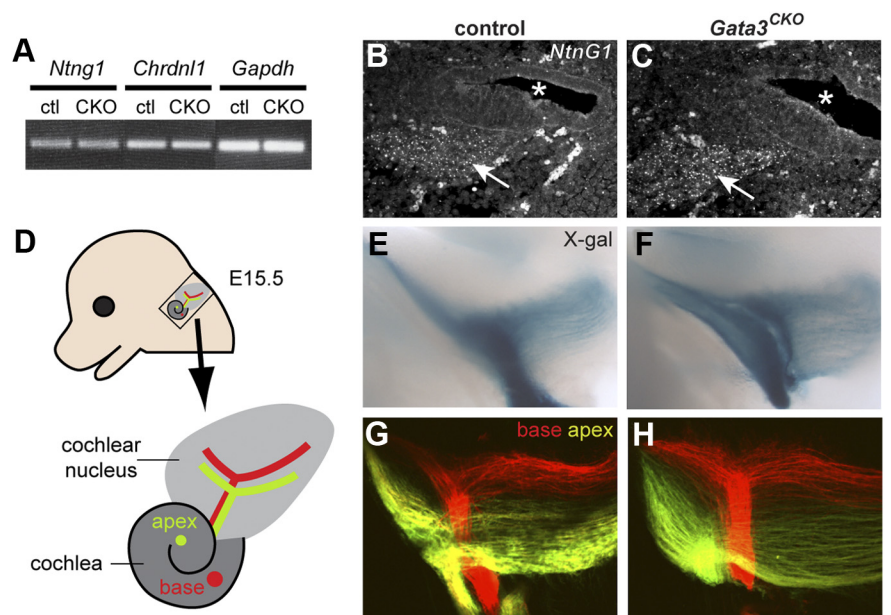 control
Gata3CKO
A
Ntng1 Chrdnl1 Gapdh
ctl CKO ctl CKO ctl CKO
B
NtnG1
*
C
*
D
E15.5
cochlear
nucleus
apex
cochlea
base
E
X-gal
F
G
base apex
H